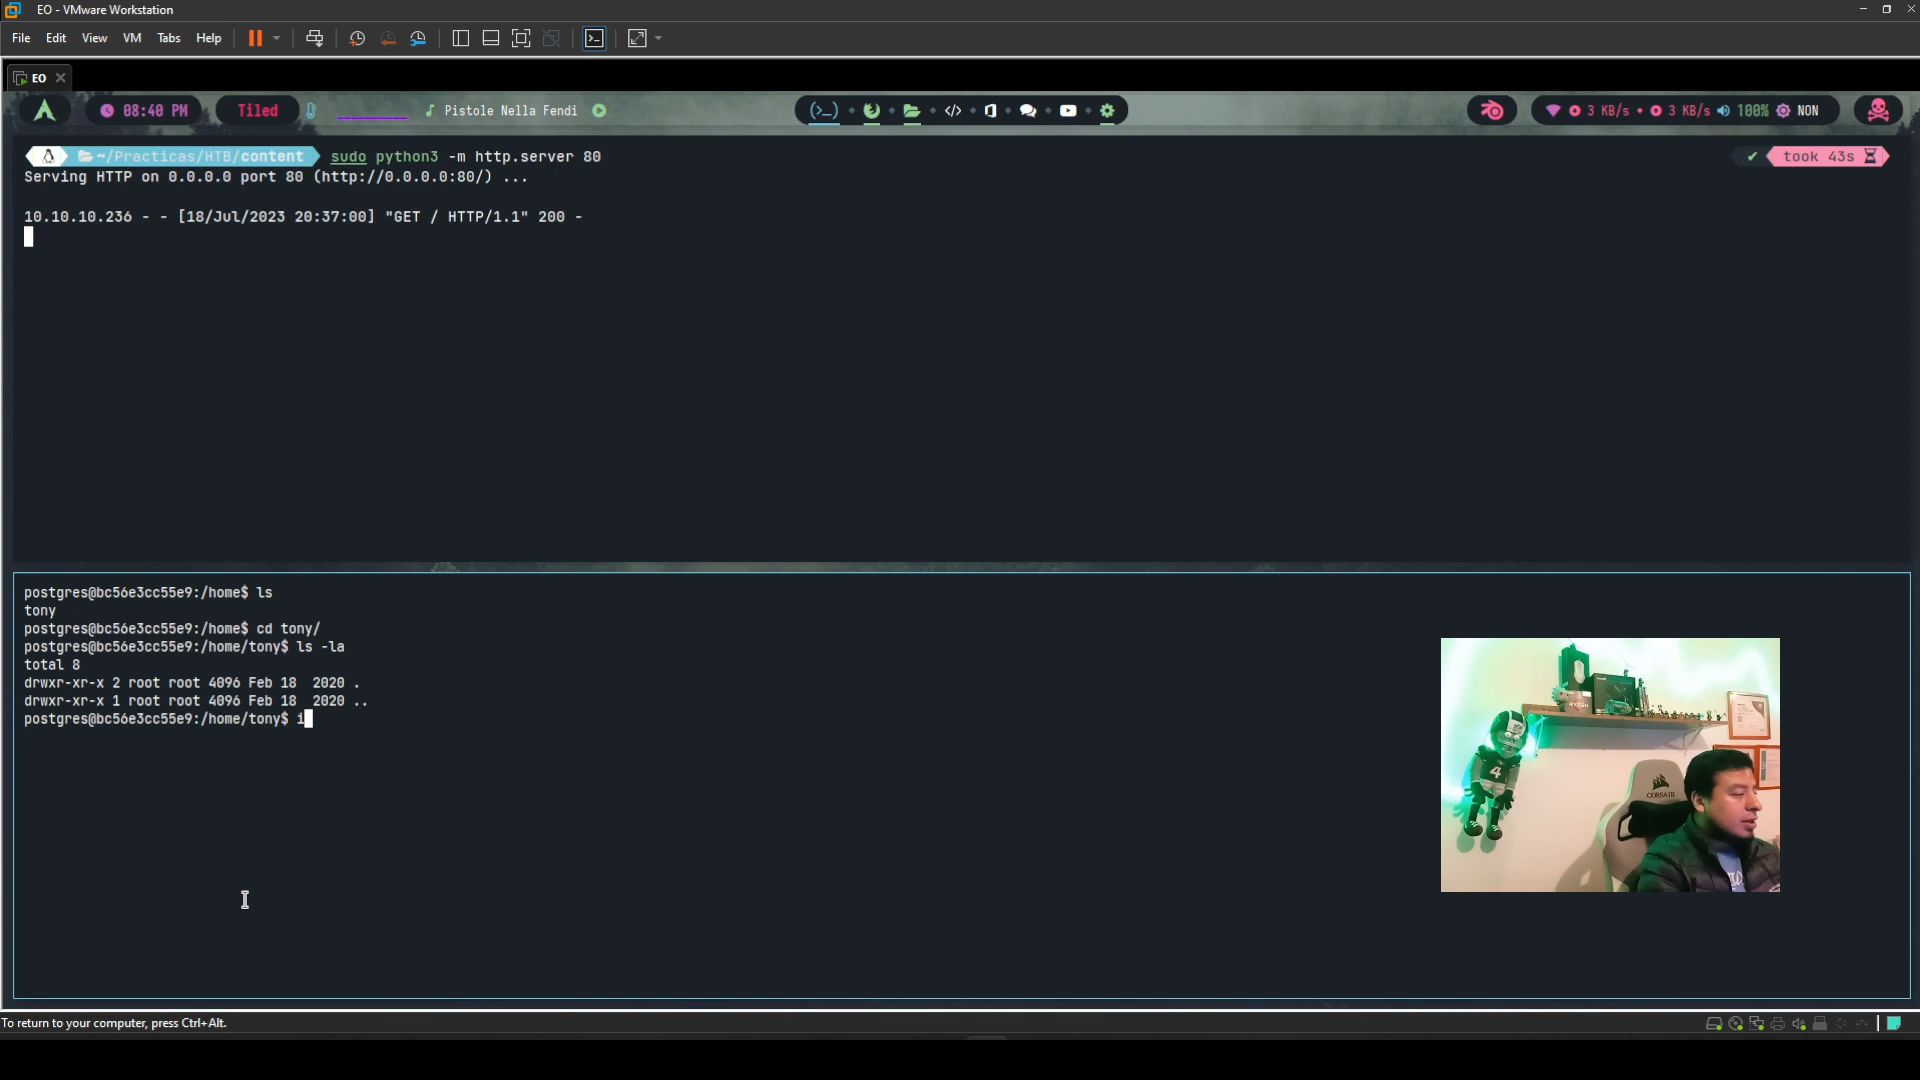 EO - VMware Workstation
File Edit View VM Tabs Help
EO
08:40 PM Tiled Pistole Nella Fendi 3 KB/s 3 KB/s 100% NON
~/Practicas/HTB/content sudo python3 -m http.server 80 took 43s
Serving HTTP on 0.0.0.0 port 80 (http://0.0.0.0:80/) ...
10.10.10.236 - - [18/Jul/2023 20:37:00] "GET / HTTP/1.1" 200 -
postgres@bc56e3cc55e9:/home$ ls
tony
postgres@bc56e3cc55e9:/home$ cd tony/
postgres@bc56e3cc55e9:/home/tony$ ls -la
total 8
drwxr-xr-x 2 root root 4096 Feb 18  2020 .
drwxr-xr-x 1 root root 4096 Feb 18  2020 ..
postgres@bc56e3cc55e9:/home/tony$ i
RYZEN
4
CORSAIR
To return to your computer, press Ctrl+Alt.